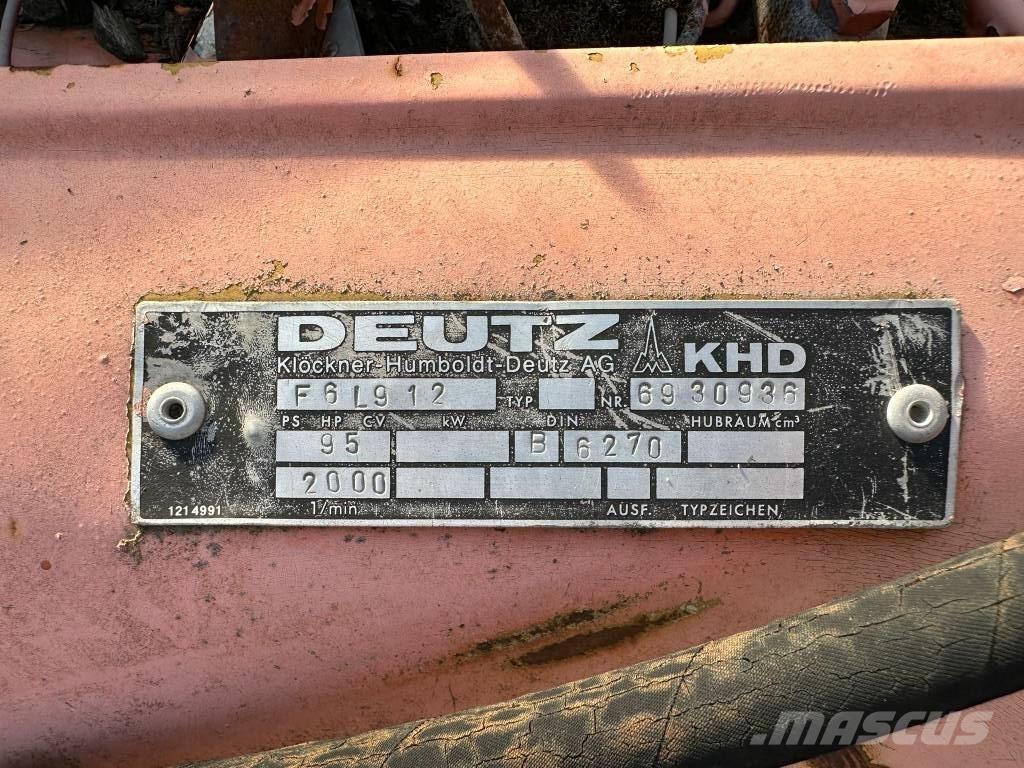 DEUTZ KHD
Klöckner-Humboldt-Deutz AG
F6L912 TYP NR. 6930936
PS HP CV kW DIN HUBRAUM cm³
95 B 6270
2000
1214991 1/min AUSF. TYPZEICHEN
MASCUS